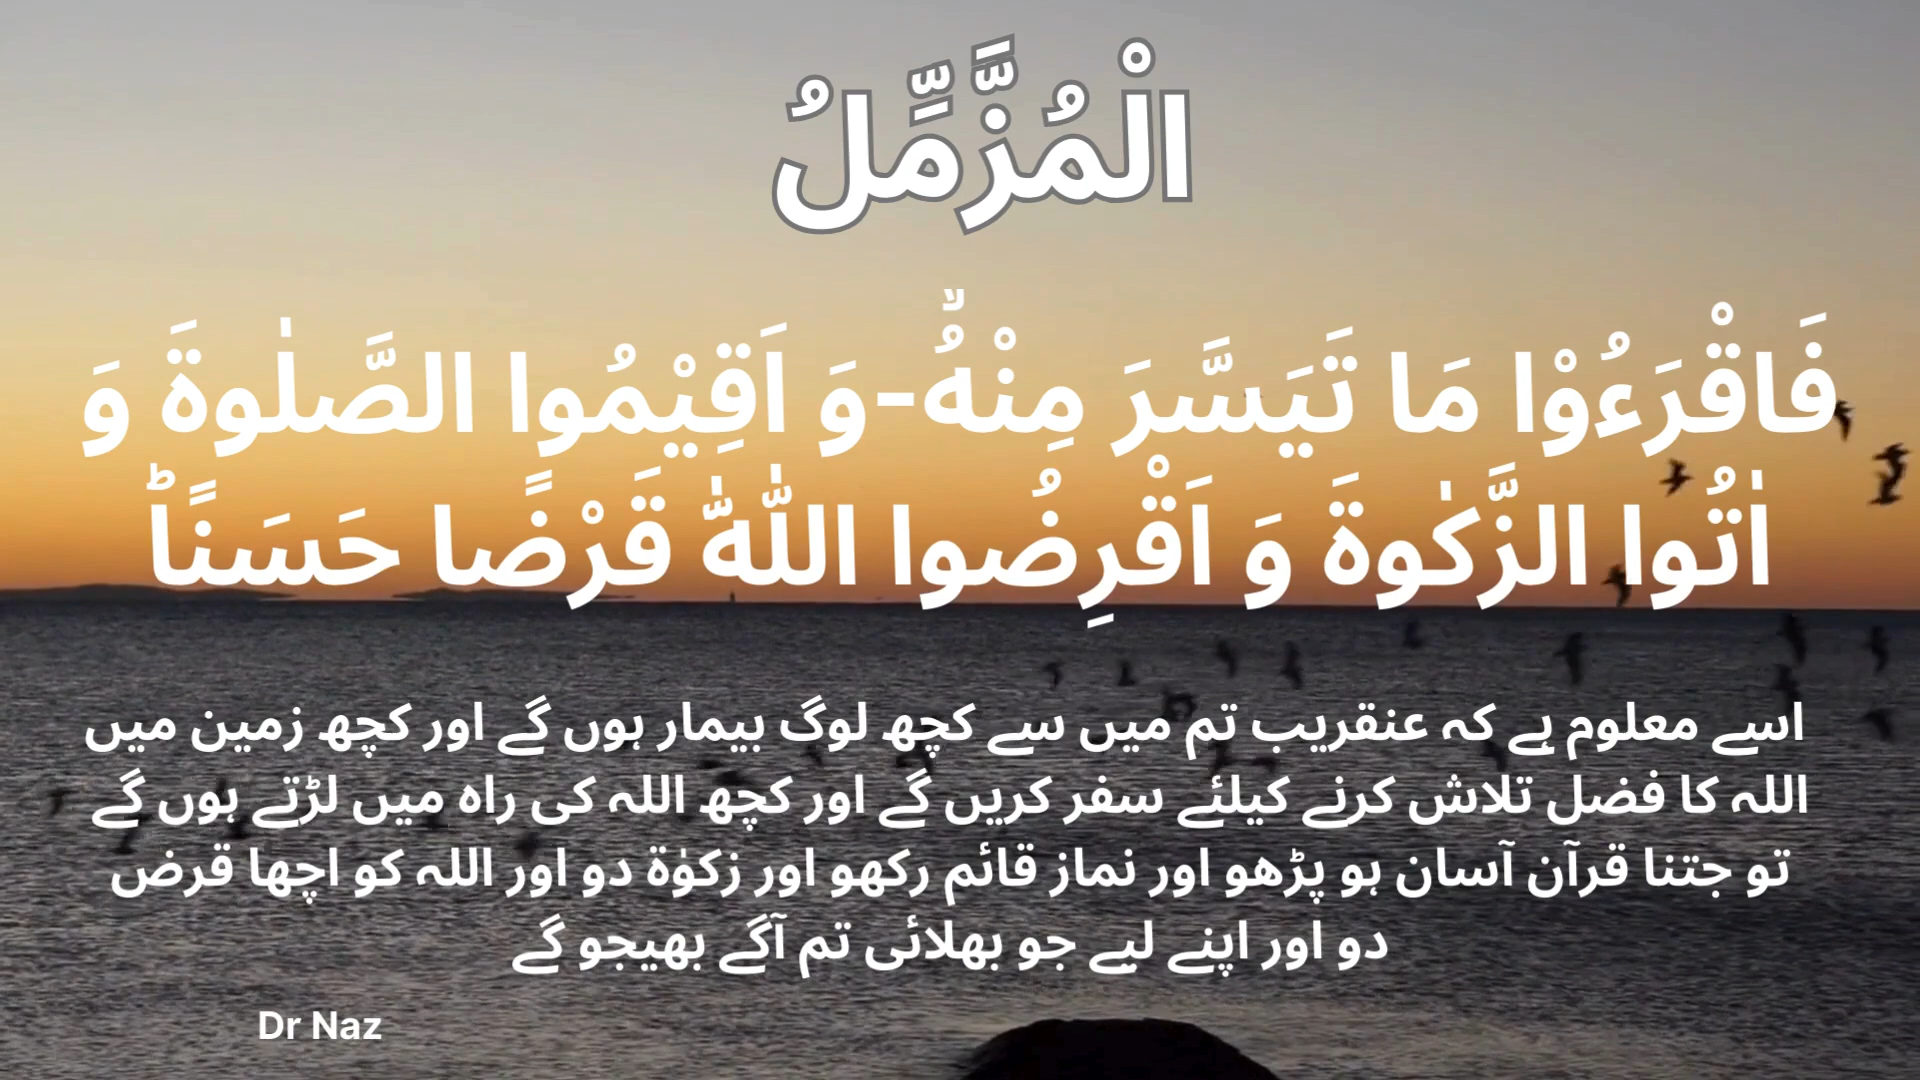 الْمُزَّمِّلُ
فَاقْرَءُوْا مَا تَیَسَّرَ مِنْهُۙ-وَ اَقِیْمُوا الصَّلٰوةَ وَ
اٰتُوا الزَّكٰوةَ وَ اَقْرِضُوا اللّٰهَ قَرْضًا حَسَنًاؕ
اسے معلوم ہے کہ عنقریب تم میں سے کچھ لوگ بیمار ہوں گے اور کچھ زمین میں
اللہ کا فضل تلاش کرنے کیلئے سفر کریں گے اور کچھ اللہ کی راہ میں لڑتے ہوں گے
تو جتنا قرآن آسان ہو پڑھو اور نماز قائم رکھو اور زکوٰۃ دو اور اللہ کو اچھا قرض
دو اور اپنے لیے جو بھلائی تم آگے بھیجو گے
Dr Naz